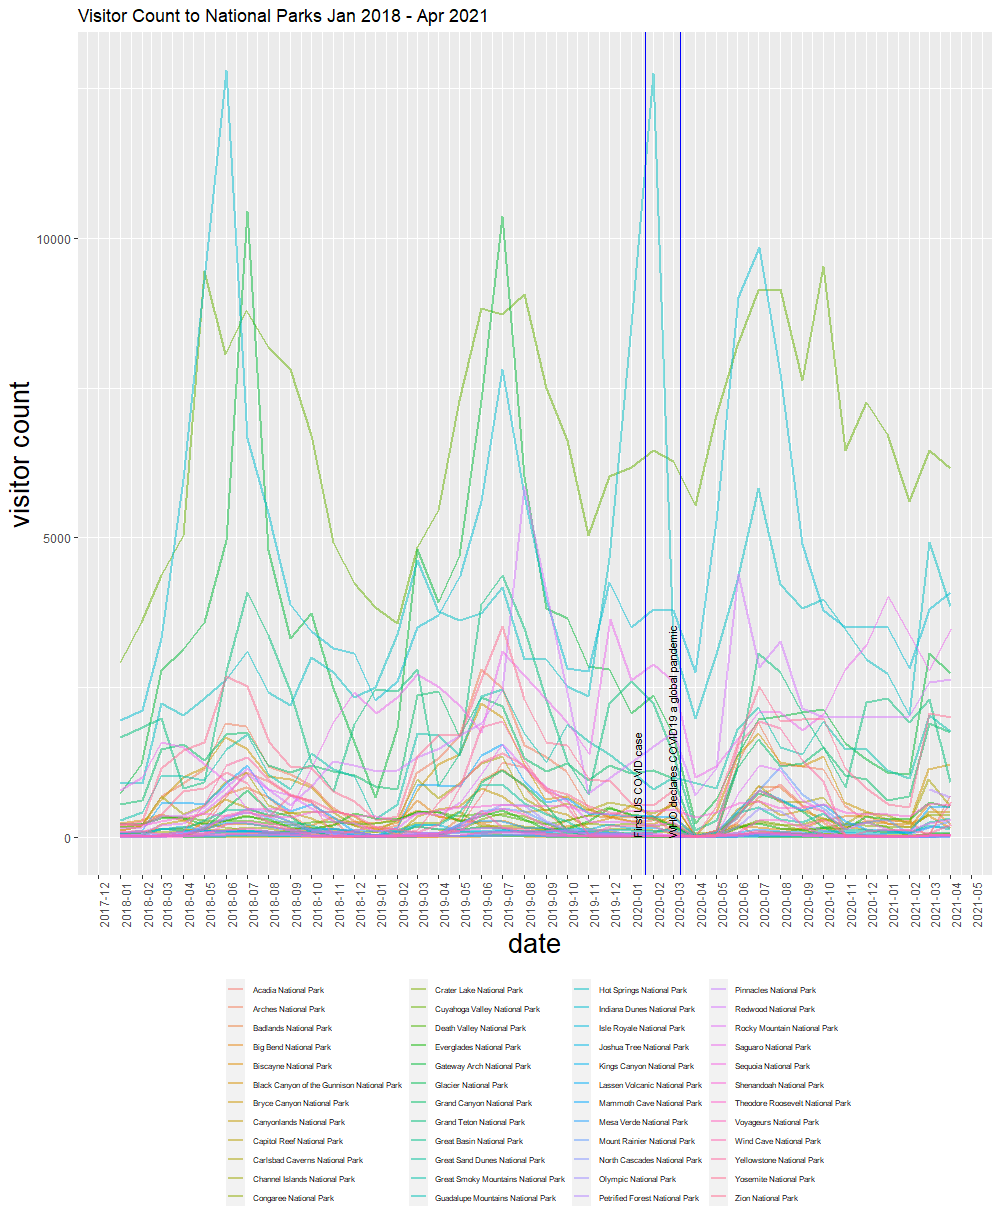 Visitor Count to National Parks Jan 2018 - Apr 2021
visitor count
10000
5000
0
First US COVID case
WHO declares COVID19 a global pandemic
2017-12
2018-01
2018-02
2018-03
2018-04
2018-05
2018-06
2018-07
2018-08
2018-09
2018-10
2018-11
2018-12
2019-01
2019-02
2019-03
2019-04
2019-05
2019-06
2019-07
2019-08
2019-09
2019-10
2019-11
2019-12
2020-01
2020-02
2020-03
2020-04
2020-05
2020-06
2020-07
2020-08
2020-09
2020-10
2020-11
2020-12
2021-01
2021-02
2021-03
2021-04
2021-05
date
Acadia National Park
Arches National Park
Badlands National Park
Big Bend National Park
Biscayne National Park
Black Canyon of the Gunnison National Park
Bryce Canyon National Park
Canyonlands National Park
Capitol Reef National Park
Carlsbad Caverns National Park
Channel Islands National Park
Congaree National Park
Crater Lake National Park
Cuyahoga Valley National Park
Death Valley National Park
Everglades National Park
Gateway Arch National Park
Glacier National Park
Grand Canyon National Park
Grand Teton National Park
Great Basin National Park
Great Sand Dunes National Park
Great Smoky Mountains National Park
Guadalupe Mountains National Park
Hot Springs National Park
Indiana Dunes National Park
Isle Royale National Park
Joshua Tree National Park
Kings Canyon National Park
Lassen Volcanic National Park
Mammoth Cave National Park
Mesa Verde National Park
Mount Rainier National Park
North Cascades National Park
Olympic National Park
Petrified Forest National Park
Pinnacles National Park
Redwood National Park
Rocky Mountain National Park
Saguaro National Park
Sequoia National Park
Shenandoah National Park
Theodore Roosevelt National Park
Voyageurs National Park
Wind Cave National Park
Yellowstone National Park
Yosemite National Park
Zion National Park